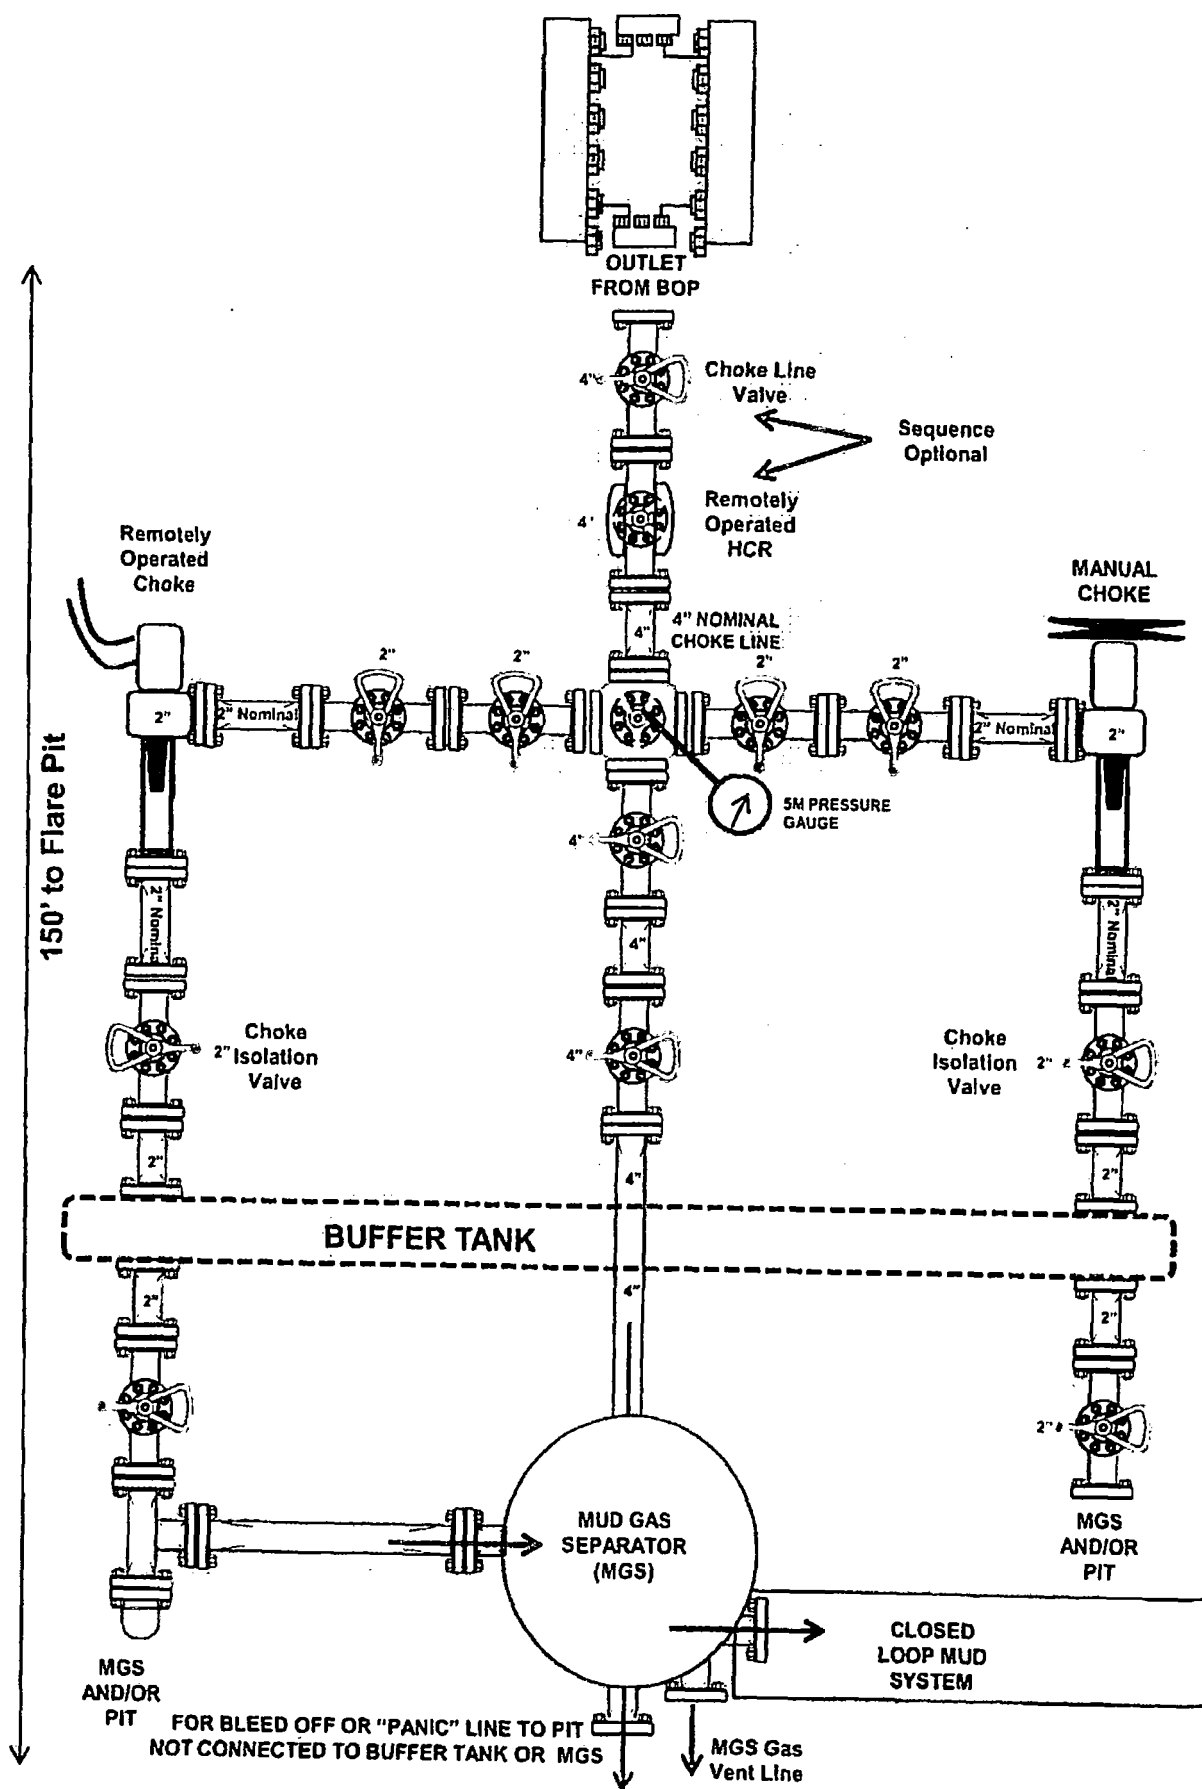 OUTLET
FROM BOP
4"
Choke Line
Valve
Sequence
Optional
4'
Remotely
Operated
HCR
Remotely
Operated
Choke
MANUAL
CHOKE
4" NOMINAL
CHOKE LINE
4"
2"
2"
2"
2"
2"
2" Nominal
2" Nominal
2"
5M PRESSURE
GAUGE
4"
150' to Flare Pit
2" Nominal
4"
2" Nominal
Choke
2" Isolation
Valve
4"
Choke
Isolation
Valve
2"
2"
4"
2"
BUFFER TANK
2"
4"
2"
2"
MUD GAS
SEPARATOR
(MGS)
MGS
AND/OR
PIT
CLOSED
LOOP MUD
SYSTEM
MGS
AND/OR
PIT
FOR BLEED OFF OR "PANIC" LINE TO PIT
NOT CONNECTED TO BUFFER TANK OR MGS
MGS Gas
Vent Line